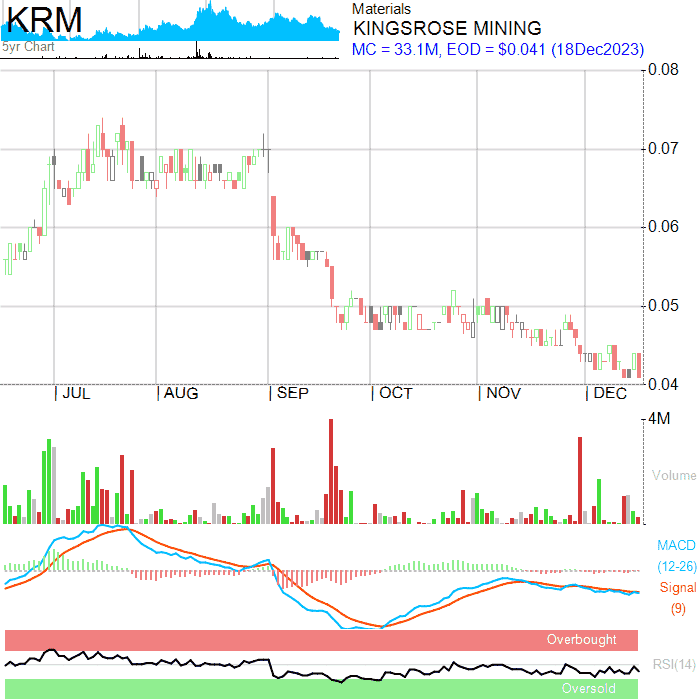 KRM
5yr Chart
Materials
KINGSROSE MINING
MC = 33.1M, EOD = $0.041 (18Dec2023)
0.08
0.07
0.06
0.05
0.04
JUL AUG SEP OCT NOV DEC
4M
Volume
MACD
(12-26)
Signal
(9)
Overbought
RSI(14)
Oversold